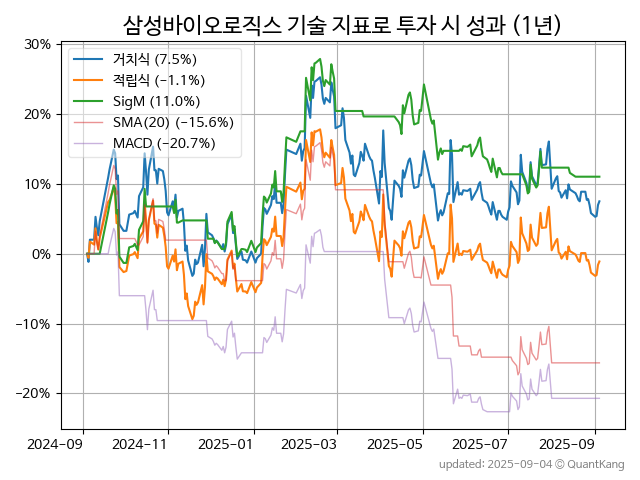 삼성바이오로직스 기술 지표로 투자 시 성과 (1년)
30%
20%
10%
0%
−10%
−20%
거치식 (7.5%)
적립식 (−1.1%)
SigM (11.0%)
SMA(20) (−15.6%)
MACD (−20.7%)
2024-09 2024-11 2025-01 2025-03 2025-05 2025-07 2025-09
updated: 2025-09-04 © QuantKang